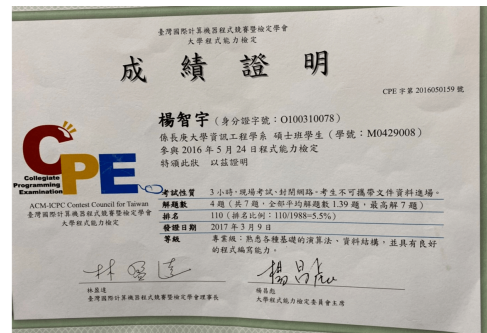 臺灣國際計算機器程式競賽暨檢定學會
大學程式能力檢定
成績證明
CPE 字第 2016050159 號
楊智宇(身分證字號:O100310078)
係長庚大學資訊工程學系 碩士班學生(學號:M0429008)
參與 2016 年 5 月 24 日程式能力檢定
特頒此狀 以茲證明
CPE
Collegiate
Programming
Examination
ACM-ICPC Contest Council for Taiwan
臺灣國際計算機器程式競賽暨檢定學會
大學程式能力檢定
考試性質 3 小時,現場考試、封閉網路,考生不可攜帶文件資料進場。
解題數 4 題(共 7 題,全部平均解題數 1.39 題,最高解 7 題)
排名 110(排名比例:110/1988=5.5%)
發證日期 2017 年 3 月 9 日
等級 專業級:熟悉各種基礎的演算法、資料結構,並具有良好
的程式編寫能力。
林盈達
楊昌彪
林盈達
臺灣國際計算機器程式競賽暨檢定學會理事長
楊昌彪
大學程式能力檢定委員會主席